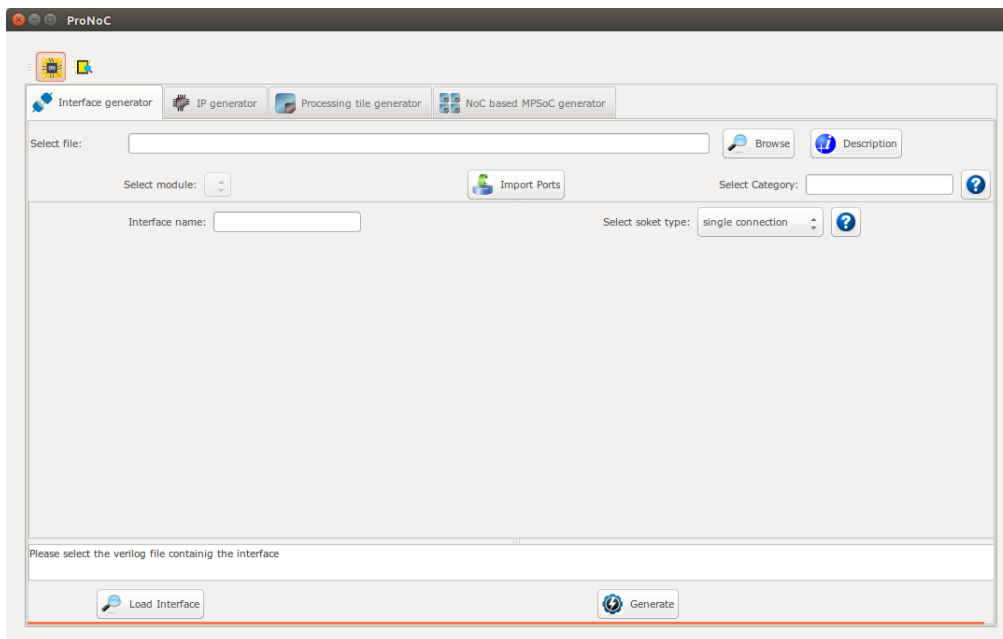 ProNoC
Interface generator IP generator Processing tile generator NoC based MPSoC generator
Select file: Browse Description
Select module: Import Ports Select Category:
Interface name: Select soket type: single connection
Please select the verilog file containig the interface
Load Interface Generate